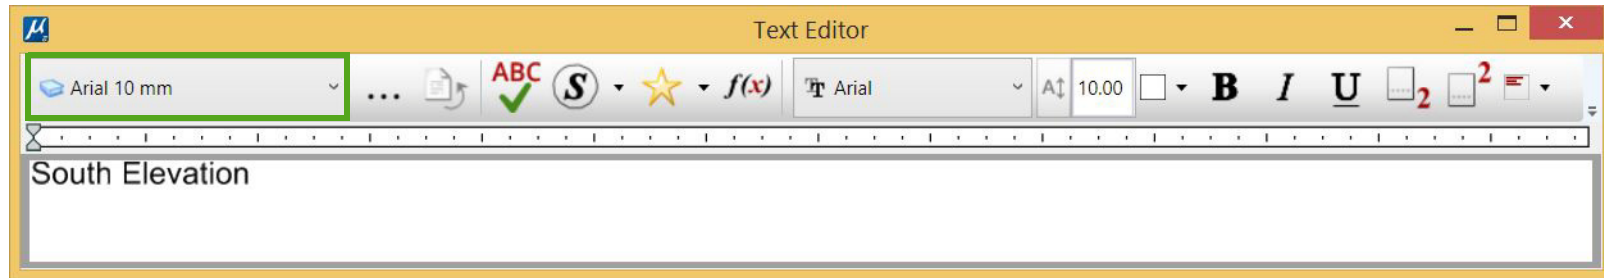 Text Editor
Arial 10 mm ... ABC S f(x) Arial 10.00 B I U 2 2
South Elevation